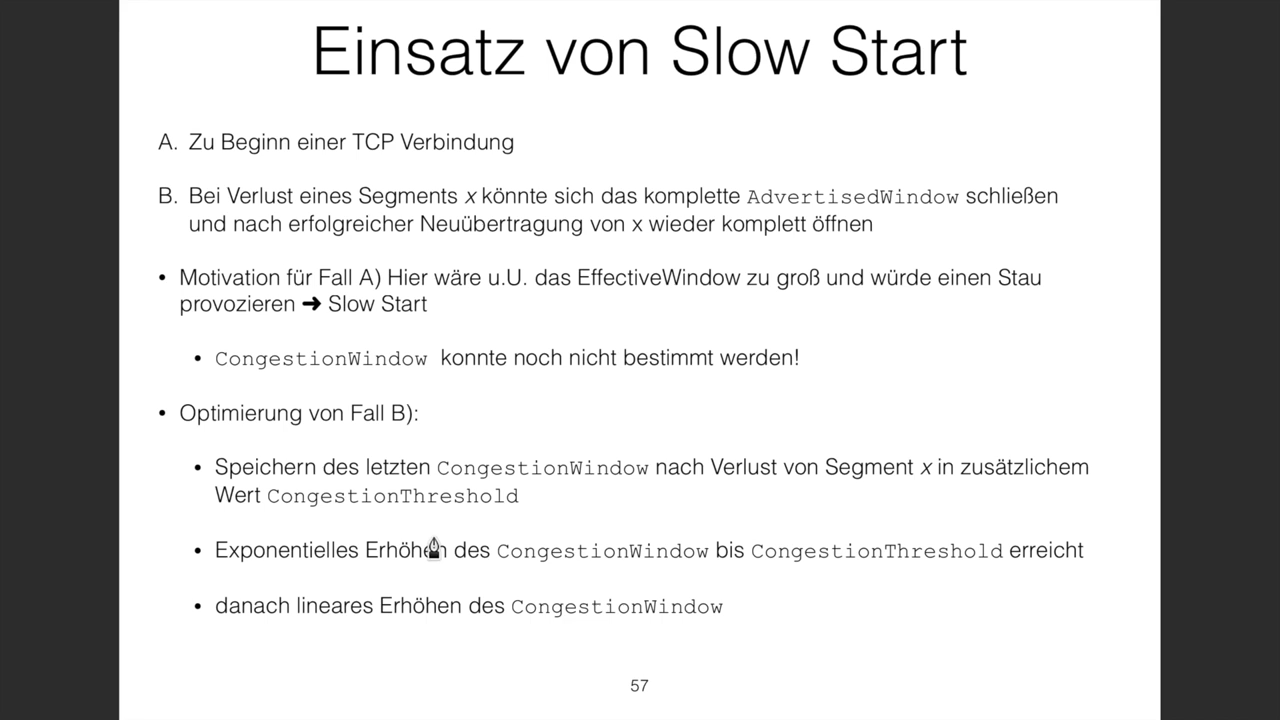 Einsatz von Slow Start
A. Zu Beginn einer TCP Verbindung
B. Bei Verlust eines Segments x könnte sich das komplette AdvertisedWindow schließen
und nach erfolgreicher Neuübertragung von x wieder komplett öffnen
• Motivation für Fall A) Hier wäre u.U. das EffectiveWindow zu groß und würde einen Stau
provozieren ➜ Slow Start
• CongestionWindow konnte noch nicht bestimmt werden!
• Optimierung von Fall B):
• Speichern des letzten CongestionWindow nach Verlust von Segment x in zusätzlichem
Wert CongestionThreshold
• Exponentielles Erhöhen des CongestionWindow bis CongestionThreshold erreicht
• danach lineares Erhöhen des CongestionWindow
57